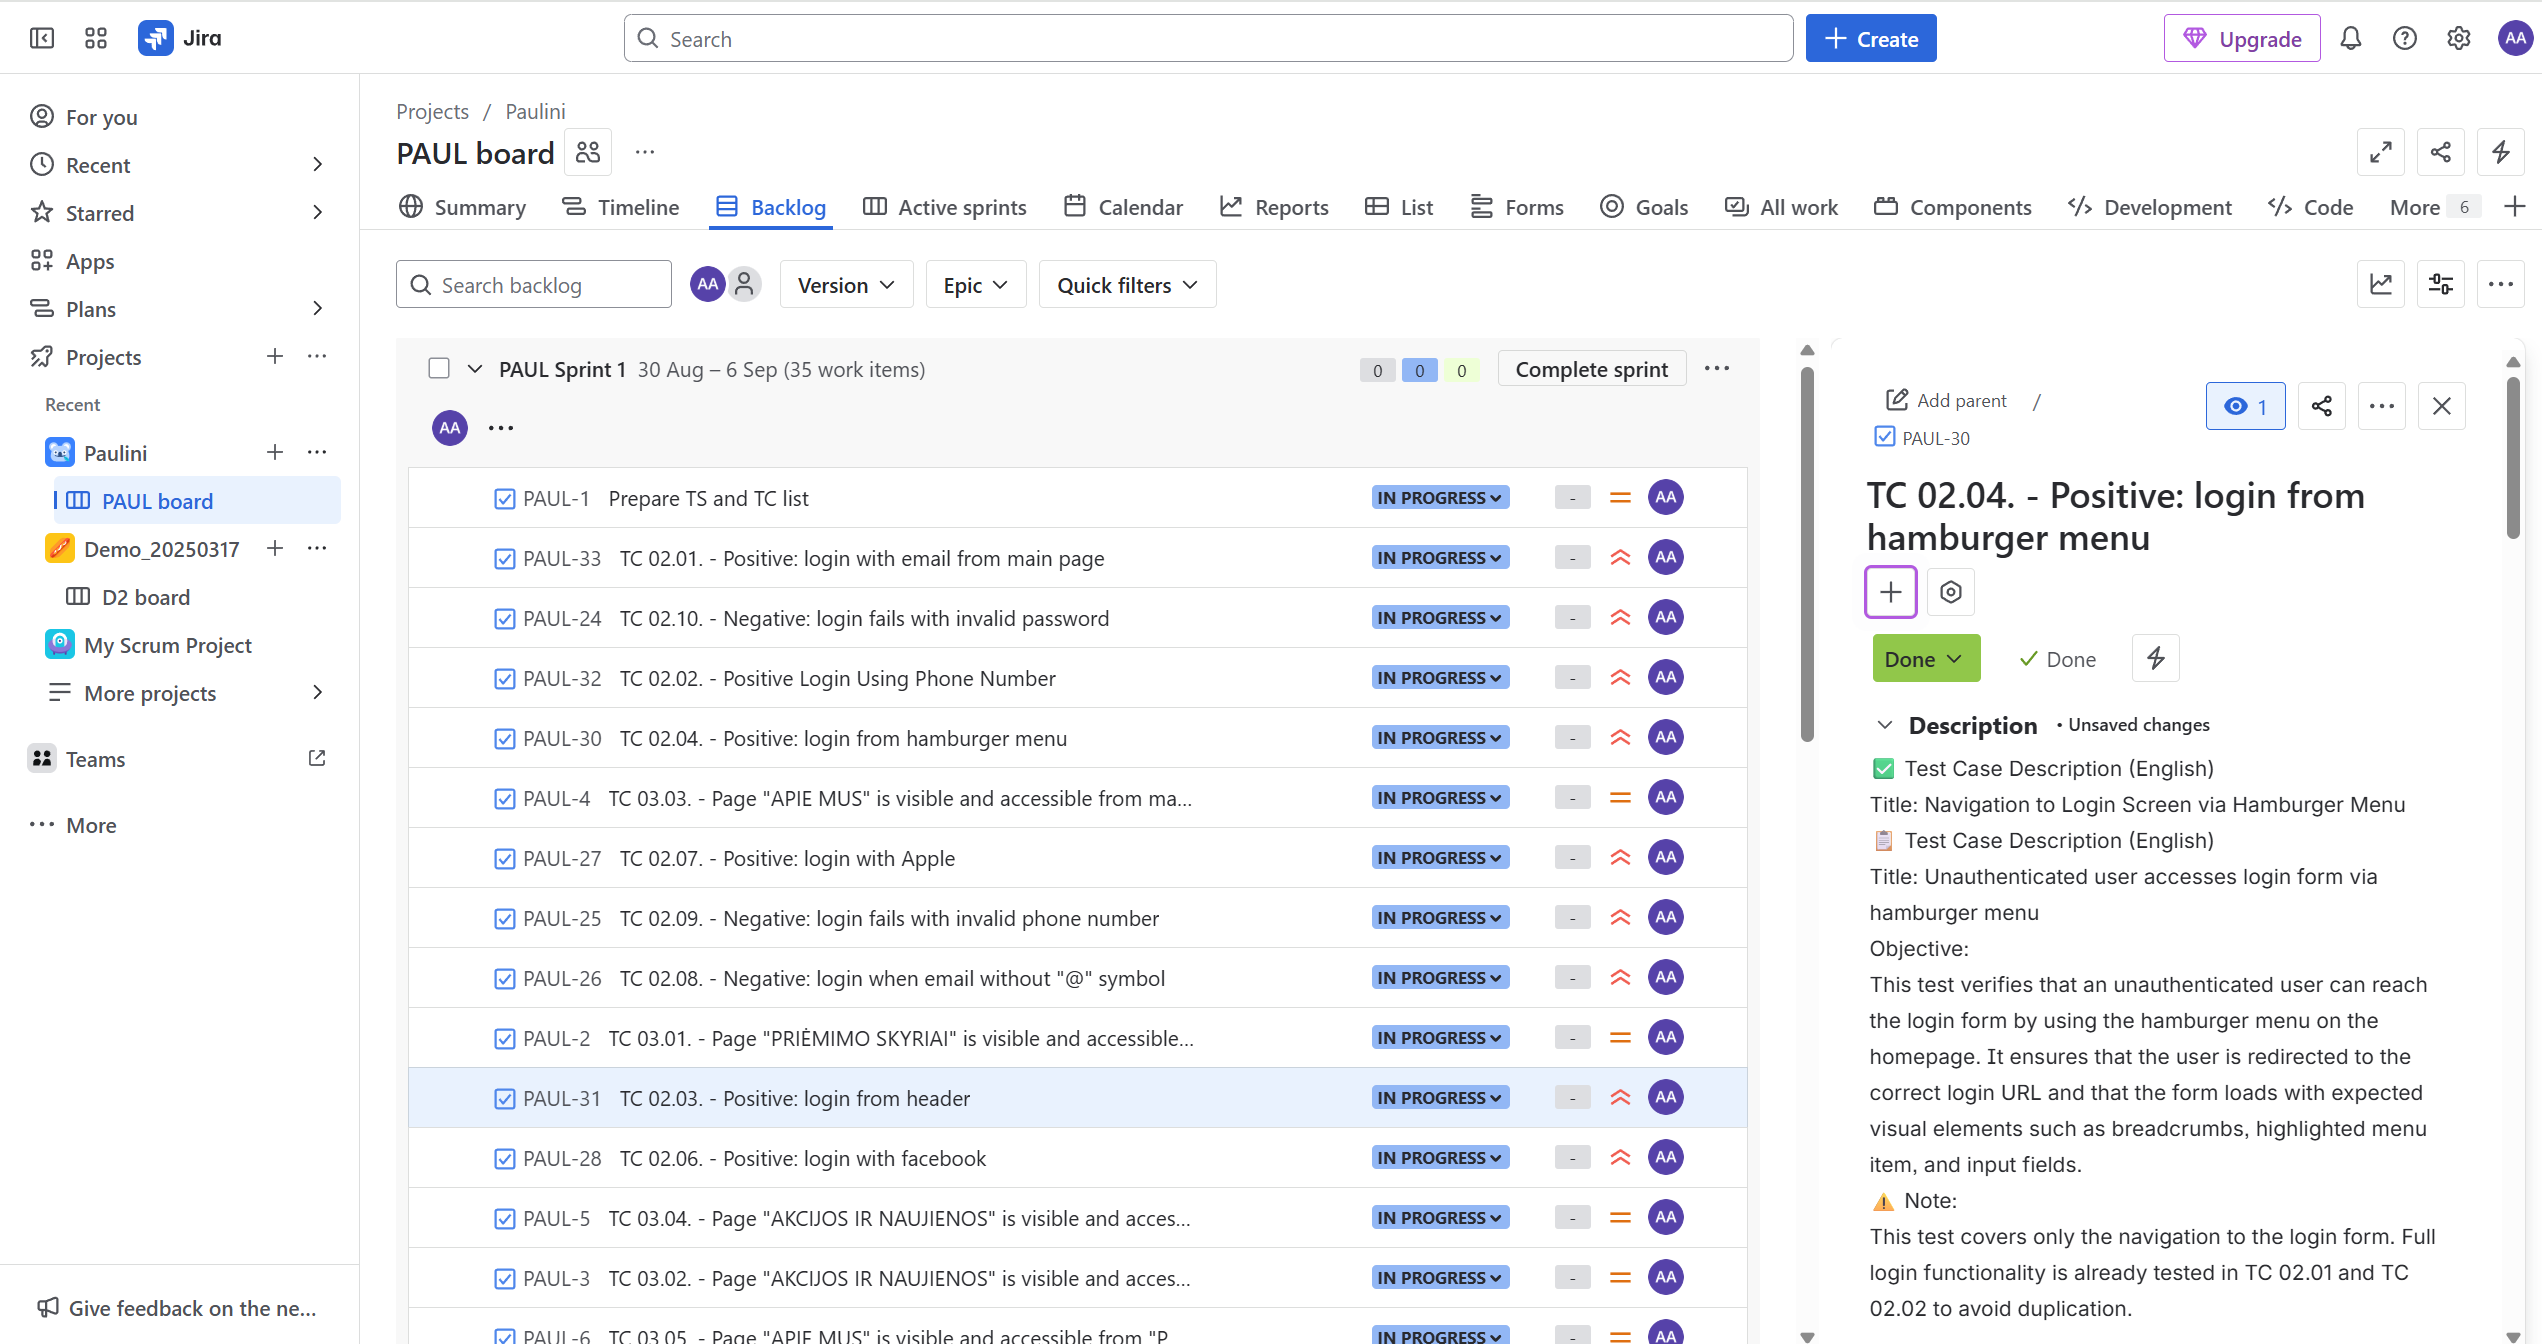 Jira
Search
Create
Upgrade
AA
For you
Recent
Starred
Apps
Plans
Projects
Recent
Paulini
PAUL board
Demo_20250317
D2 board
My Scrum Project
More projects
Teams
More
Give feedback on the ne...
Projects / Paulini
PAUL board
Summary Timeline Backlog Active sprints Calendar Reports List Forms Goals All work Components Development Code More 6
Search backlog
AA
Version Epic Quick filters
PAUL Sprint 1 30 Aug – 6 Sep (35 work items) 0 0 0 Complete sprint
AA
PAUL-1 Prepare TS and TC list IN PROGRESS - AA
PAUL-33 TC 02.01. - Positive: login with email from main page IN PROGRESS - AA
PAUL-24 TC 02.10. - Negative: login fails with invalid password IN PROGRESS - AA
PAUL-32 TC 02.02. - Positive Login Using Phone Number IN PROGRESS - AA
PAUL-30 TC 02.04. - Positive: login from hamburger menu IN PROGRESS - AA
PAUL-4 TC 03.03. - Page "APIE MUS" is visible and accessible from ma... IN PROGRESS - AA
PAUL-27 TC 02.07. - Positive: login with Apple IN PROGRESS - AA
PAUL-25 TC 02.09. - Negative: login fails with invalid phone number IN PROGRESS - AA
PAUL-26 TC 02.08. - Negative: login when email without "@" symbol IN PROGRESS - AA
PAUL-2 TC 03.01. - Page "PRIĖMIMO SKYRIAI" is visible and accessible... IN PROGRESS - AA
PAUL-31 TC 02.03. - Positive: login from header IN PROGRESS - AA
PAUL-28 TC 02.06. - Positive: login with facebook IN PROGRESS - AA
PAUL-5 TC 03.04. - Page "AKCIJOS IR NAUJIENOS" is visible and acces... IN PROGRESS - AA
PAUL-3 TC 03.02. - Page "AKCIJOS IR NAUJIENOS" is visible and acces... IN PROGRESS - AA
PAUL-6 TC 03.05. - Page "APIE MUS" is visible and accessible from "P IN PROGRESS - AA
Add parent /
1
PAUL-30
TC 02.04. - Positive: login from
hamburger menu
Done Done
Description • Unsaved changes
✅ Test Case Description (English)
Title: Navigation to Login Screen via Hamburger Menu
📋 Test Case Description (English)
Title: Unauthenticated user accesses login form via
hamburger menu
Objective:
This test verifies that an unauthenticated user can reach
the login form by using the hamburger menu on the
homepage. It ensures that the user is redirected to the
correct login URL and that the form loads with expected
visual elements such as breadcrumbs, highlighted menu
item, and input fields.
⚠️ Note:
This test covers only the navigation to the login form. Full
login functionality is already tested in TC 02.01 and TC
02.02 to avoid duplication.